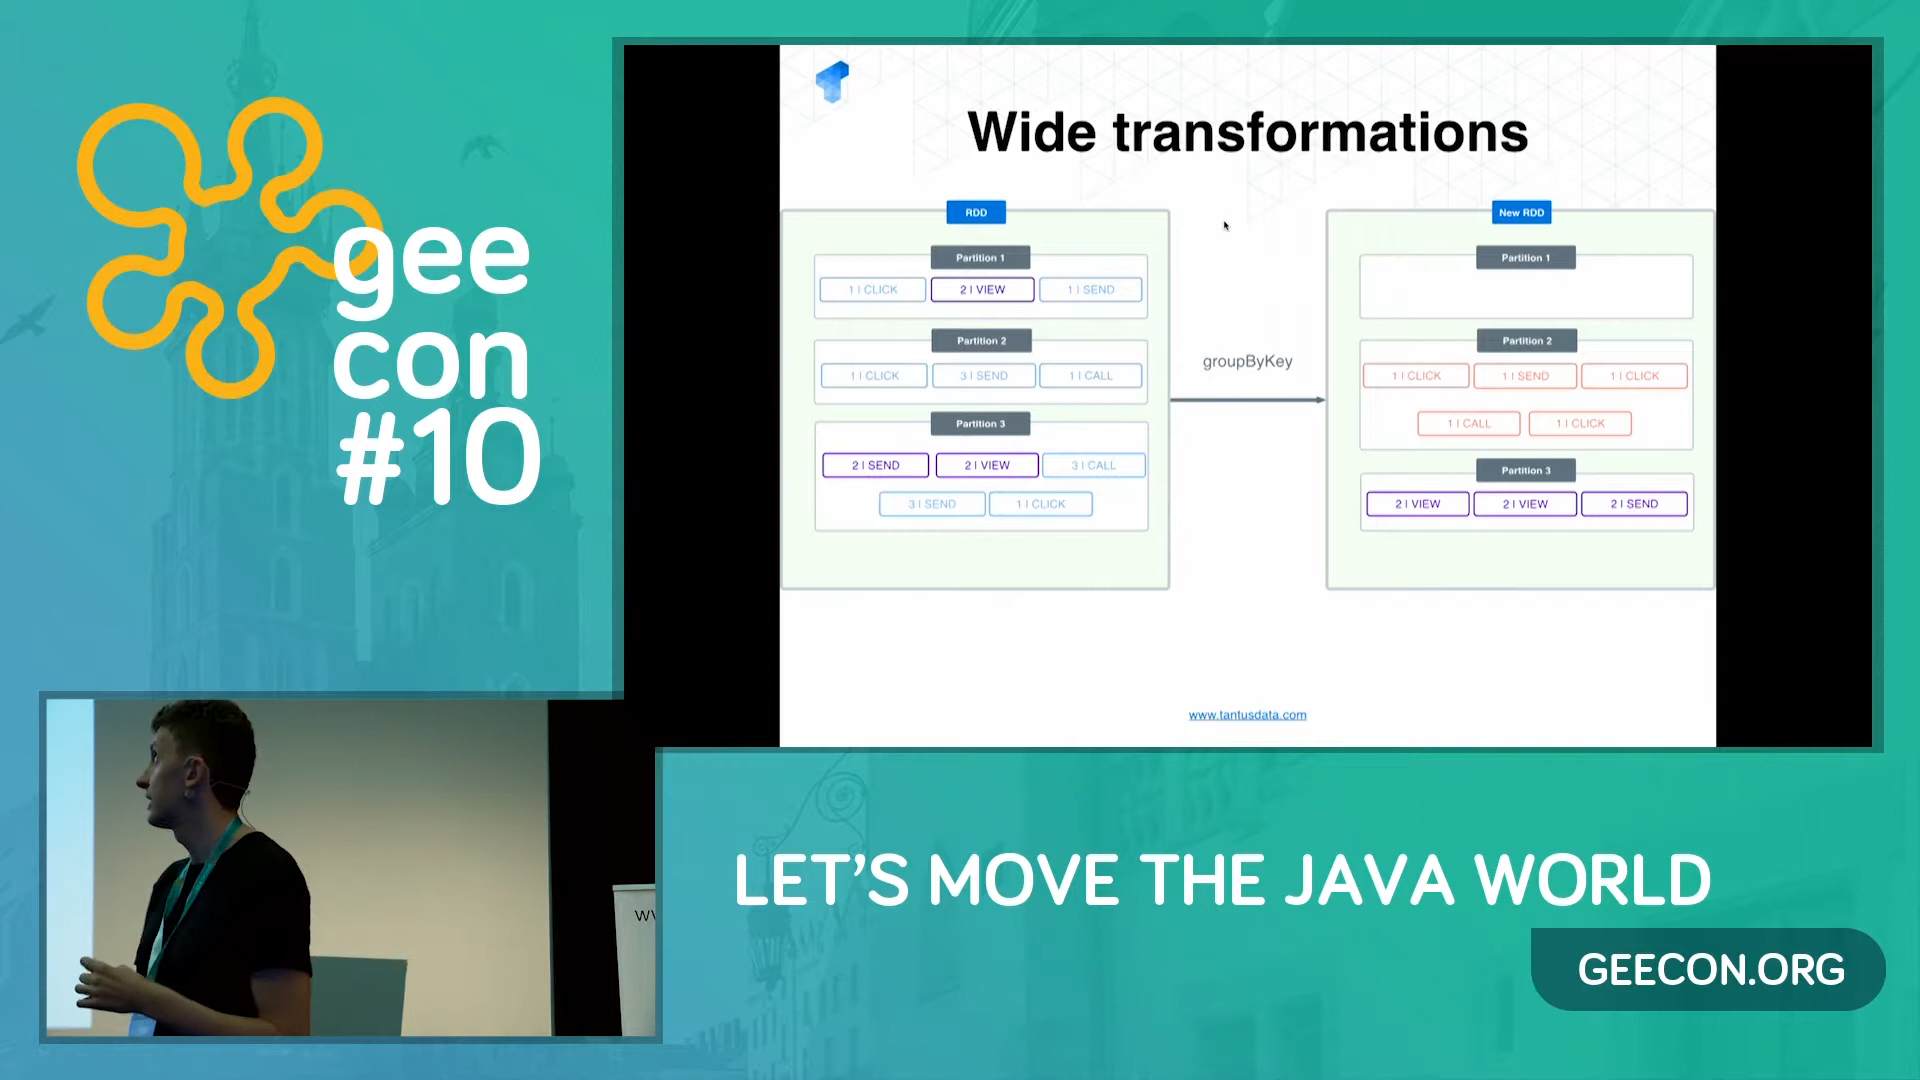 gee
con
#10
Wide transformations
RDD
Partition 1
1 | CLICK
2 | VIEW
1 | SEND
Partition 2
1 | CLICK
3 | SEND
1 | CALL
Partition 3
2 | SEND
2 | VIEW
3 | CALL
3 | SEND
1 | CLICK
groupByKey
New RDD
Partition 1
Partition 2
1 | CLICK
1 | SEND
1 | CLICK
1 | CALL
1 | CLICK
Partition 3
2 | VIEW
2 | VIEW
2 | SEND
www.tantusdata.com
LET'S MOVE THE JAVA WORLD
GEECON.ORG